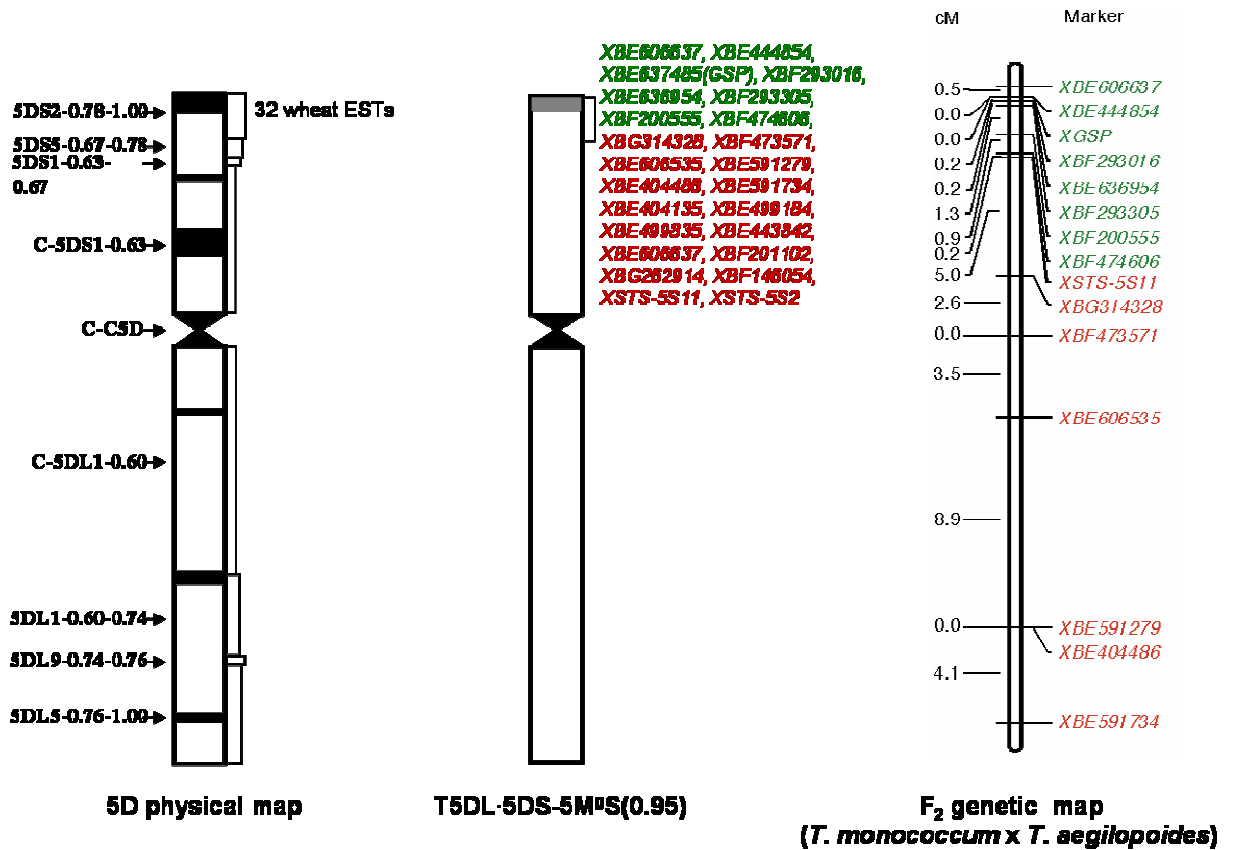 5DS2-0.78-1.00
5DS5-0.67-0.78
5DS1-0.63-
0.67
C-5DS1-0.63
C-C5D
C-5DL1-0.60
5DL1-0.60-0.74
5DL9-0.74-0.76
5DL5-0.76-1.00
32 wheat ESTs
5D physical map
XBE606637, XBE444854,
XBE637485(GSP), XBF293016,
XBE636954, XBF293305,
XBF200555, XBF474606,
XBG314328, XBF473571,
XBE606535, XBE591279,
XBE404486, XBE591734,
XBE404135, XBE499184,
XBE499835, XBE443842,
XBE606637, XBF201102,
XBG262914, XBF146054,
XSTS-5S11, XSTS-5S2
T5DL·5DS-5MᵍS(0.95)
cM
0.5
0.0
0.0
0.2
0.2
1.3
0.9
0.2
5.0
2.6
0.0
3.5
8.9
0.0
4.1
Marker
XBE606637
XBE444854
XGSP
XBF293016
XBE636954
XBF293305
XBF200555
XBF474606
XSTS-5S11
XBG314328
XBF473571
XBE606535
XBE591279
XBE404486
XBE591734
F₂ genetic map
(T. monococcum x T. aegilopoides)